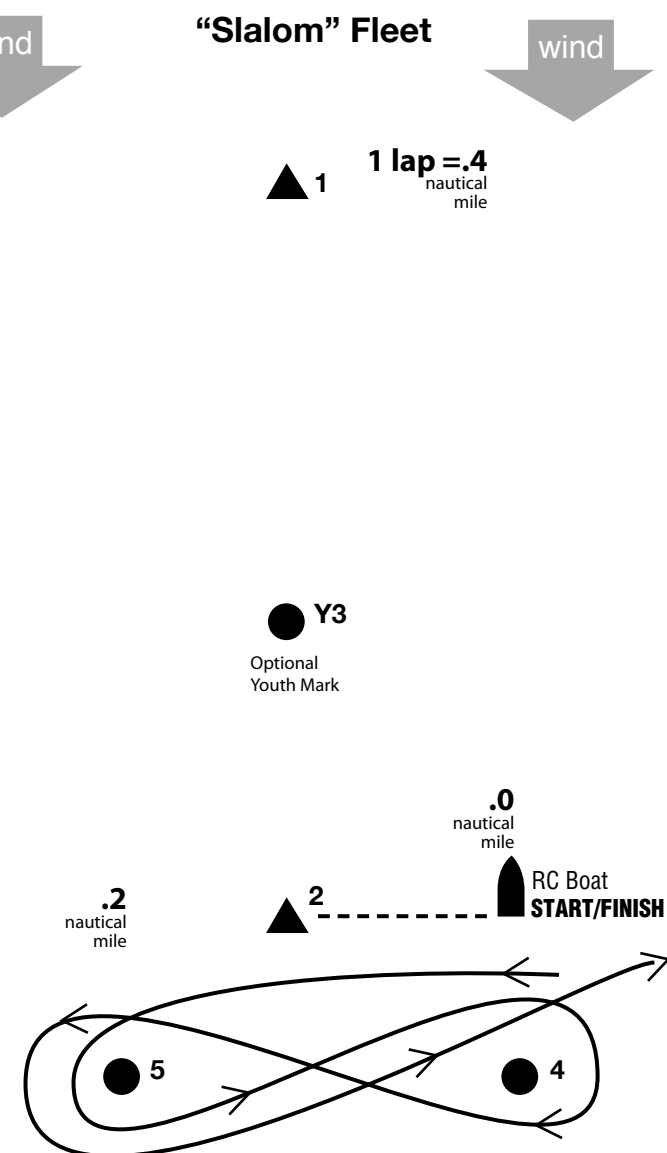 “Slalom” Fleet
nd
wind
1
1 lap =.4
nautical
mile
Y3
Optional
Youth Mark
.0
nautical
mile
RC Boat
START/FINISH
2
.2
nautical
mile
5
4